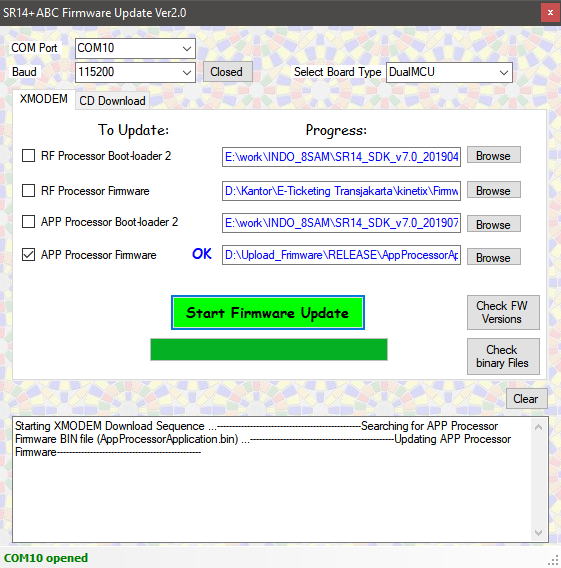 SR14+ABC Firmware Update Ver2.0
x
COM Port
COM10
Baud
115200
Closed
Select Board Type
DualMCU
XMODEM
CD Download
To Update:
Progress:
RF Processor Boot-loader 2
E:\work\INDO_8SAM\SR14_SDK_v7.0_201904
Browse
RF Processor Firmware
D:\Kantor\E-Ticketing Transjakarta\kinetix\Firmw
Browse
APP Processor Boot-loader 2
E:\work\INDO_8SAM\SR14_SDK_v7.0_201907
Browse
APP Processor Firmware
OK
D:\Upload_Frimware\RELEASE\AppProcessorAp
Browse
Start Firmware Update
Check FW
Versions
Check
binary Files
Clear
Starting XMODEM Download Sequence ...------------------------------------------------Searching for APP Processor
Firmware BIN file (AppProcessorApplication.bin) ...------------------------------------------------Updating APP Processor
Firmware------------------------------------------------
COM10 opened